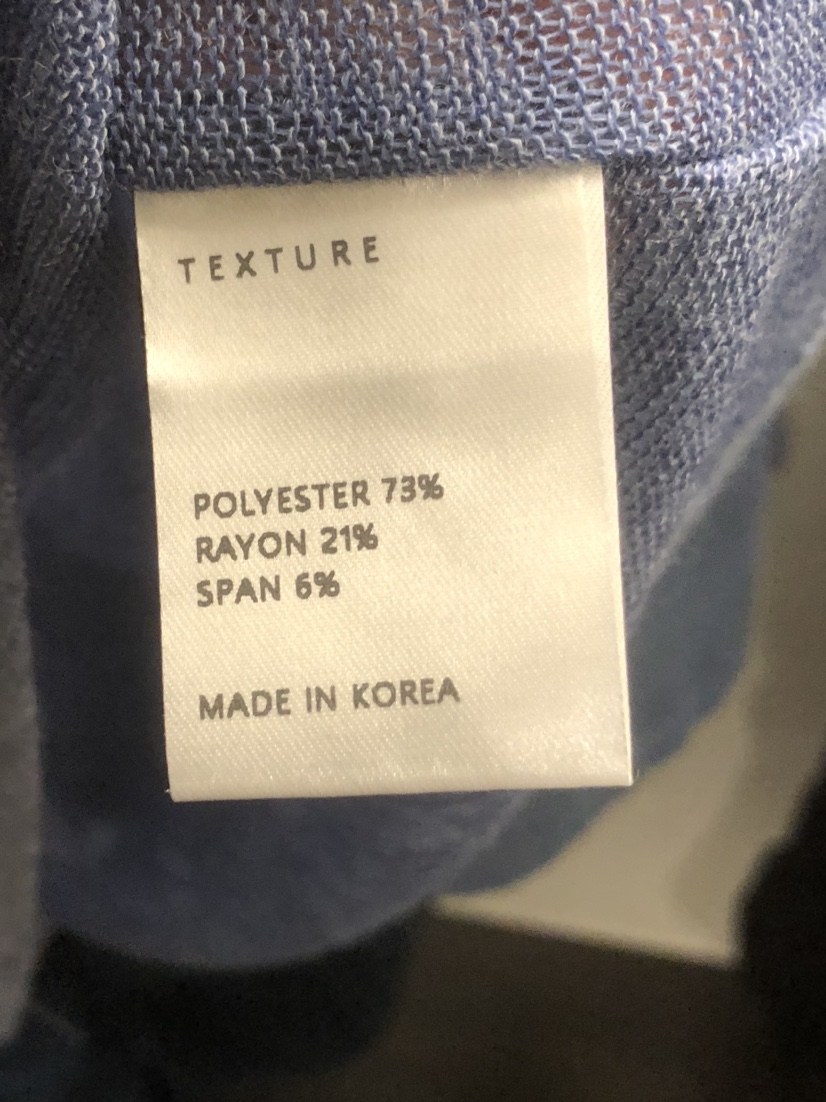 TEXTURE
POLYESTER 73%
RAYON 21%
SPAN 6%
MADE IN KOREA